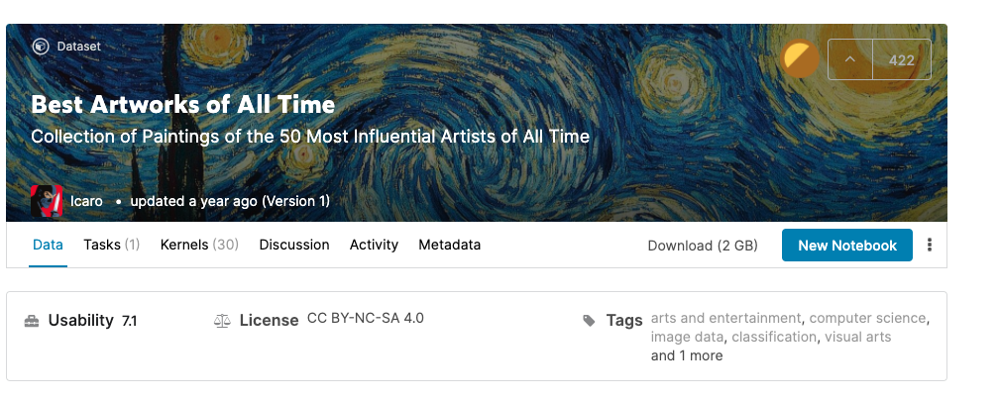 Dataset
422
Best Artworks of All Time
Collection of Paintings of the 50 Most Influential Artists of All Time
Icaro • updated a year ago (Version 1)
Data Tasks (1) Kernels (30) Discussion Activity Metadata Download (2 GB) New Notebook
Usability 7.1 License CC BY-NC-SA 4.0 Tags arts and entertainment, computer science,
image data, classification, visual arts
and 1 more